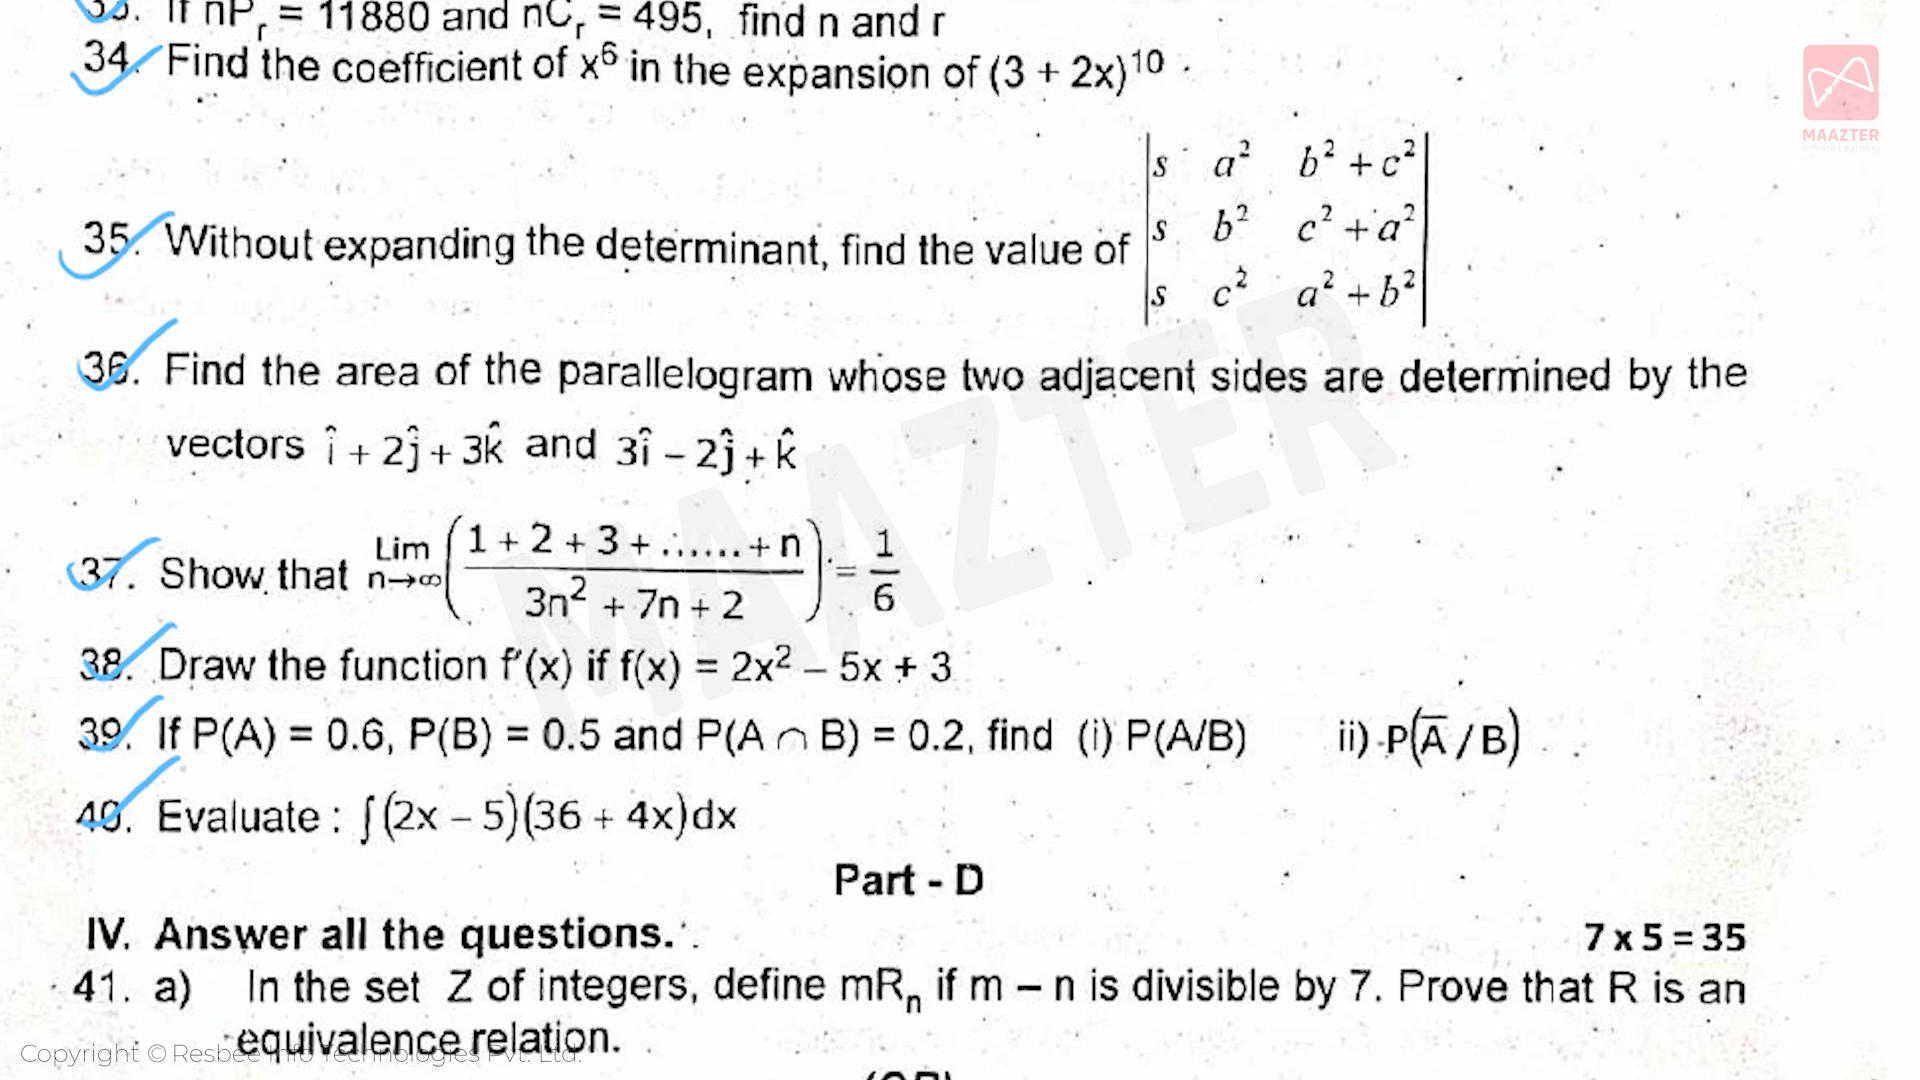 33. If nPr = 11880 and nCr = 495, find n and r
34. Find the coefficient of x⁶ in the expansion of (3 + 2x)¹⁰ .
MAAZTER
Infinite Learning
35. Without expanding the determinant, find the value of | s a² b² + c² |
| s b² c² + a² |
| s c² a² + b² |
36. Find the area of the parallelogram whose two adjacent sides are determined by the
vectors î + 2ĵ + 3k̂ and 3î − 2ĵ + k̂
37. Show that Lim n→∞ ( 1 + 2 + 3 + ...... + n / 3n² + 7n + 2 ) = 1/6
38. Draw the function f'(x) if f(x) = 2x² – 5x + 3
39. If P(A) = 0.6, P(B) = 0.5 and P(A ∩ B) = 0.2, find (i) P(A/B) ii) P(A̅ / B)
40. Evaluate : ∫(2x – 5)(36 + 4x)dx
MAAZTER
Part - D
IV. Answer all the questions. 7 x 5 = 35
41. a) In the set Z of integers, define mRn if m – n is divisible by 7. Prove that R is an
equivalence relation.
Copyright © Resbee Info Technologies Pvt. Ltd.
(OR)